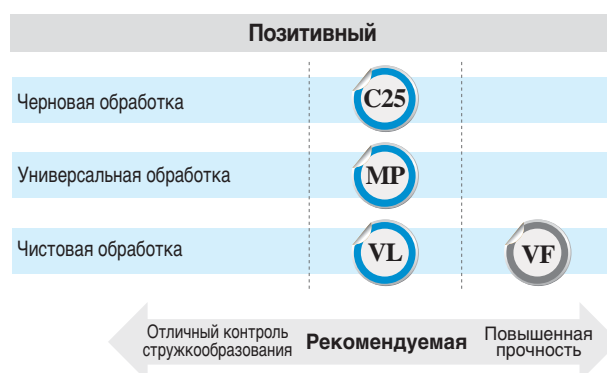 Позитивный
Черновая обработка
C25
Универсальная обработка
MP
Чистовая обработка
VL
VF
Отличный контроль
стружкообразования
Рекомендуемая
Повышенная
прочность